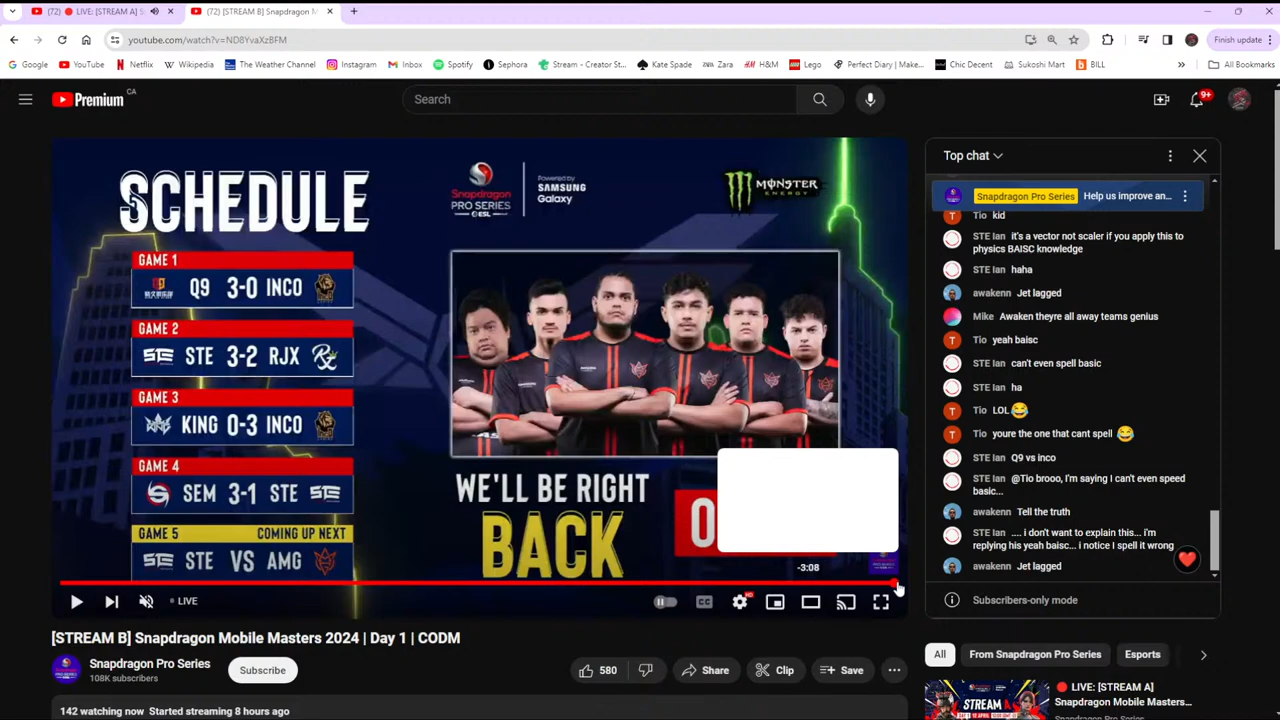 (72) 🔴 LIVE: [STREAM A] S
(72) [STREAM B] Snapdragon M
youtube.com/watch?v=ND8YvaXzBFM
Finish update
Google
YouTube
Netflix
Wikipedia
The Weather Channel
Instagram
Inbox
Spotify
Sephora
Stream - Creator St...
Kate Spade
Zara
H&M
Lego
Perfect Diary | Make...
Chic Decent
Sukoshi Mart
BILL
»
All Bookmarks
Premium
CA
Search
9+
SCHEDULE
SNAPDRAGON
PRO SERIES
ESL
Powered by
SAMSUNG
Galaxy
MONSTER
ENERGY
GAME 1
Q9 3-0 INCO
GAME 2
STE 3-2 RJX
GAME 3
KING 0-3 INCO
GAME 4
SEM 3-1 STE
GAME 5 COMING UP NEXT
STE VS AMG
WE'LL BE RIGHT
BACK
0
-3:08
LIVE
HD
Top chat
Snapdragon Pro Series Help us improve an...
Tio kid
STE Ian it's a vector not scaler if you apply this to
physics BAISC knowledge
STE Ian haha
awakenn Jet lagged
Mike Awaken theyre all away teams genius
Tio yeah baisc
STE Ian can't even spell basic
STE Ian ha
Tio LOL😂
Tio youre the one that cant spell 😂
STE Ian Q9 vs inco
STE Ian @Tio brooo, I'm saying I can't even speed
basic...
awakenn Tell the truth
STE Ian .... i don't want to explain this... i'm
replying his yeah baisc... i notice I spell it wrong
awakenn Jet lagged
Subscribers-only mode
[STREAM B] Snapdragon Mobile Masters 2024 | Day 1 | CODM
Snapdragon Pro Series
108K subscribers
Subscribe
580
Share
Clip
Save
142 watching now Started streaming 8 hours ago
All
From Snapdragon Pro Series
Esports
STREAM A
🔴 LIVE: [STREAM A]
Snapdragon Mobile Masters...
Snapdragon Pro Series